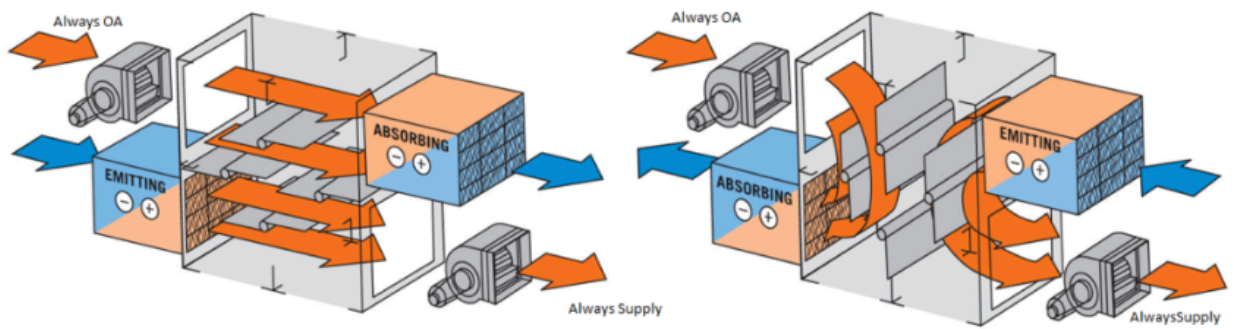 Always OA
ABSORBING
− +
EMITTING
− +
Always Supply
Always OA
EMITTING
− +
ABSORBING
− +
AlwaysSupply